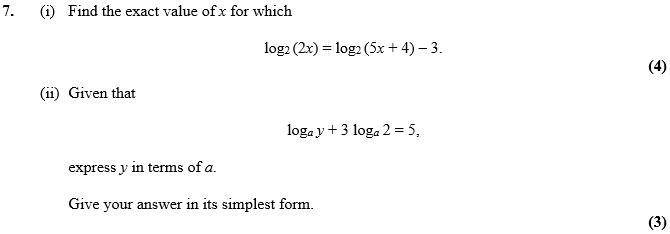 7. (i) Find the exact value of x for which
log₂ (2x) = log₂ (5x + 4) – 3.
(4)
(ii) Given that
logₐ y + 3 logₐ 2 = 5,
express y in terms of a.
Give your answer in its simplest form.
(3)